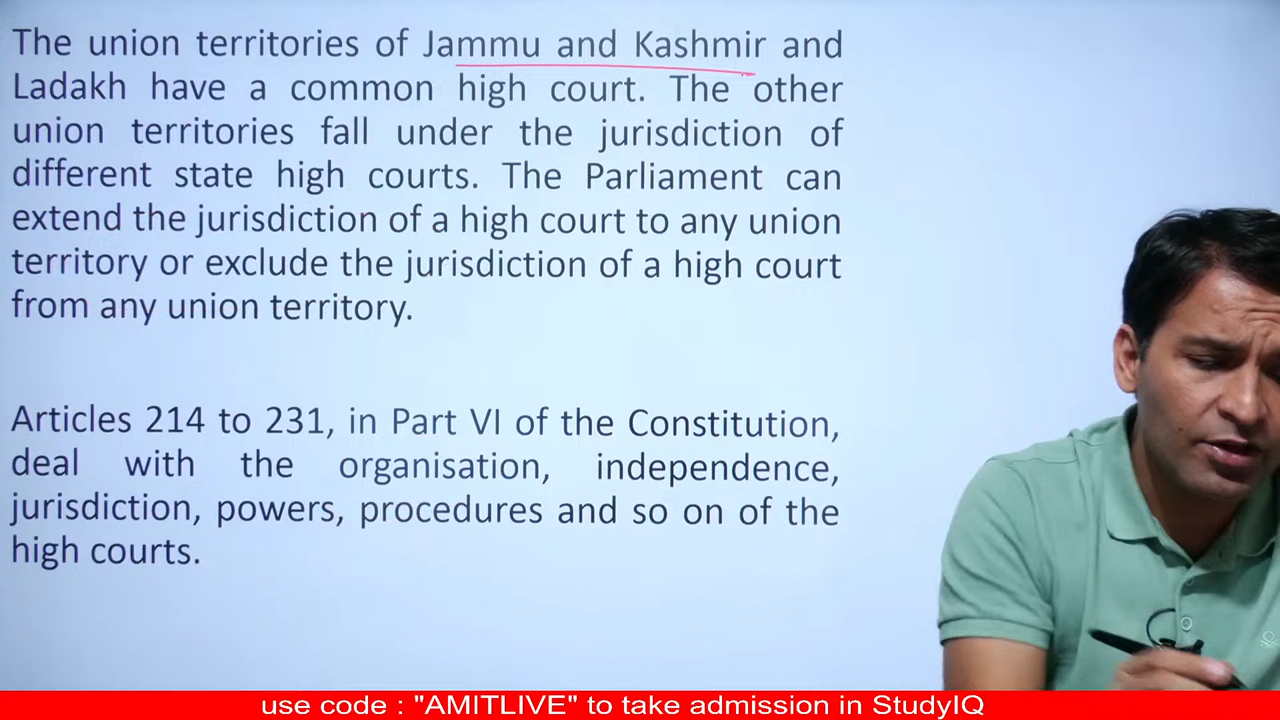 The union territories of Jammu and Kashmir and
Ladakh have a common high court. The other
union territories fall under the jurisdiction of
different state high courts. The Parliament can
extend the jurisdiction of a high court to any union
territory or exclude the jurisdiction of a high court
from any union territory.
Articles 214 to 231, in Part VI of the Constitution,
deal with the organisation, independence,
jurisdiction, powers, procedures and so on of the
high courts.
use code : "AMITLIVE" to take admission in StudyIQ